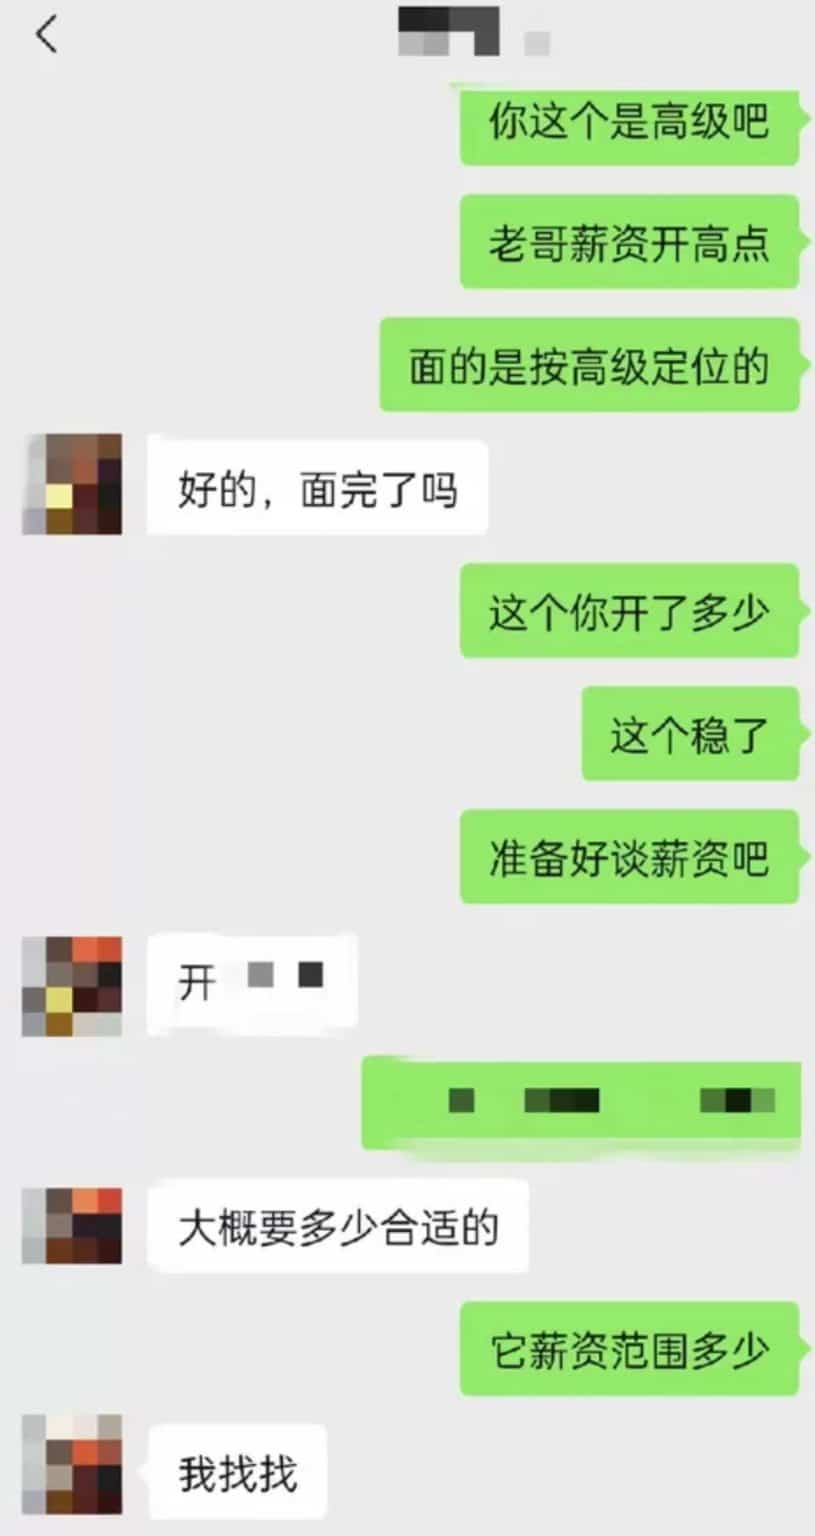 你这个是高级吧
老哥薪资开高点
面的是按高级定位的
好的，面完了吗
这个你开了多少
这个稳了
准备好谈薪资吧
开
大概要多少合适的
它薪资范围多少
我找找